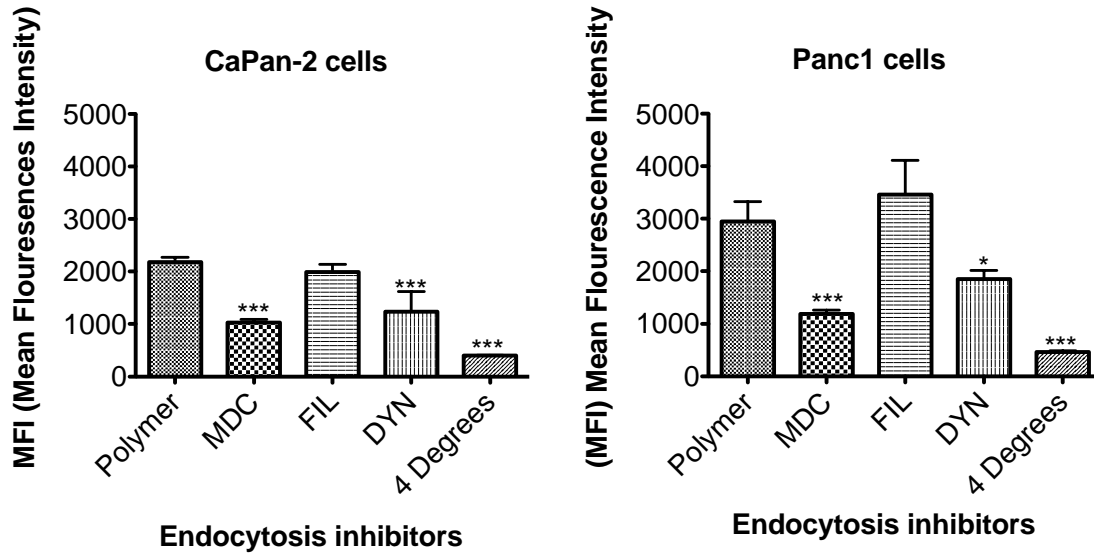 CaPan-2 cells
MFI (Mean Flouresences Intensity)
5000
4000
3000
2000
1000
0
***
***
***
Polymer
MDC
FIL
DYN
4 Degrees
Endocytosis inhibitors
Panc1 cells
(MFI) Mean Flourescence Intensity
5000
4000
3000
2000
1000
0
***
*
***
Polymer
MDC
FIL
DYN
4 Degrees
Endocytosis inhibitors